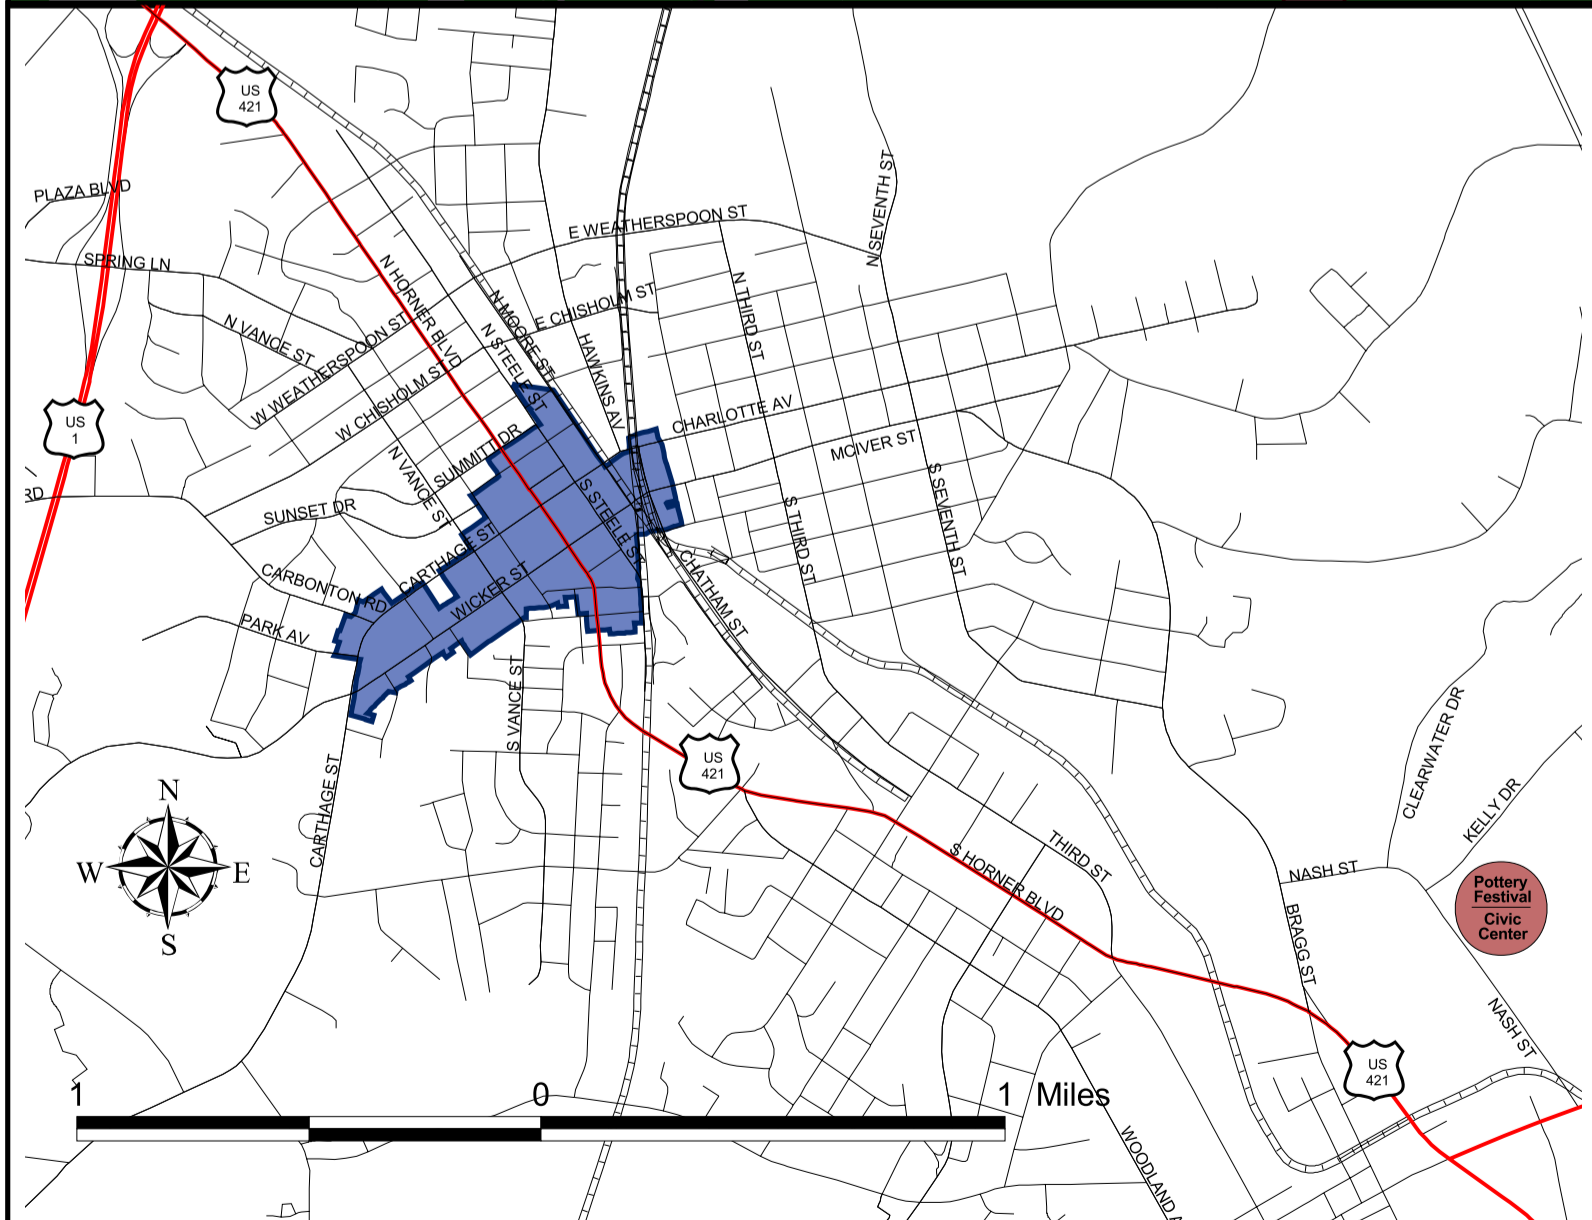 US
421
PLAZA BLVD
N SEVENTH ST
E WEATHERSPOON ST
SPRING LN
N HORNER BLVD
N MOORE ST
E CHISHOLM ST
N THIRD ST
N VANCE ST
W WEATHERSPOON ST
N STEELE ST
HAWKINS AV
W CHISHOLM ST
US
1
CHARLOTTE AV
SUMMITT DR
MCIVER ST
N VANCE ST
S STEELE ST
S SEVENTH ST
RD
SUNSET DR
S THIRD ST
CARTHAGE ST
CARBONTON RD
WICKER ST
CHATHAM ST
PARK AV
S VANCE ST
US
421
CLEARWATER DR
CARTHAGE ST
KELLY DR
N
W
E
S
S HORNER BLVD
THIRD ST
NASH ST
Pottery
Festival
Civic
Center
BRAGG ST
NASH ST
US
421
1 0 1 Miles
WOODLAND